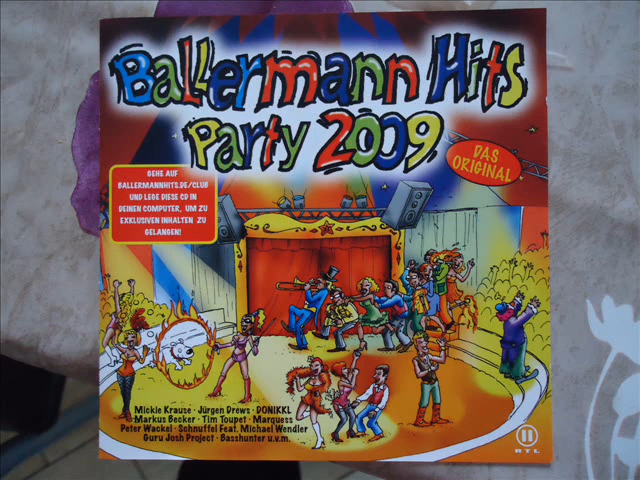 Ballermann Hits
Party 2009
DAS
ORIGINAL
GEHE AUF
BALLERMANNHITS.DE/CLUB
UND LEGE DIESE CD IN
DEINEN COMPUTER, UM ZU
EXKLUSIVEN INHALTEN ZU
GELANGEN!
Mickie Krause · Jürgen Drews · DONIKKL
Markus Becker · Tim Toupet · Marquess
Peter Wackel · Schnuffel Feat. Michael Wendler
Guru Josh Project · Basshunter u.v.m.
II
RTL